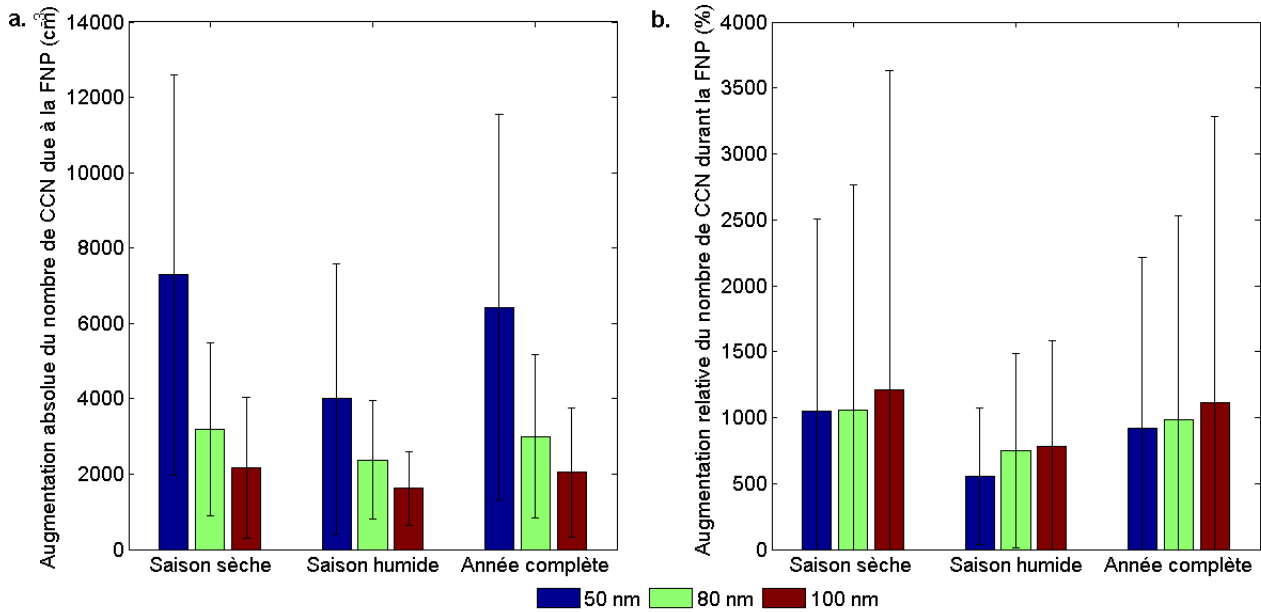 a.
Augmentation absolue du nombre de CCN due à la FNP (cm-3)
14000
12000
10000
8000
6000
4000
2000
0
Saison sèche
Saison humide
Année complète
b.
Augmentation relative du nombre de CCN durant la FNP (%)
4000
3500
3000
2500
2000
1500
1000
500
0
Saison sèche
Saison humide
Année complète
50 nm
80 nm
100 nm